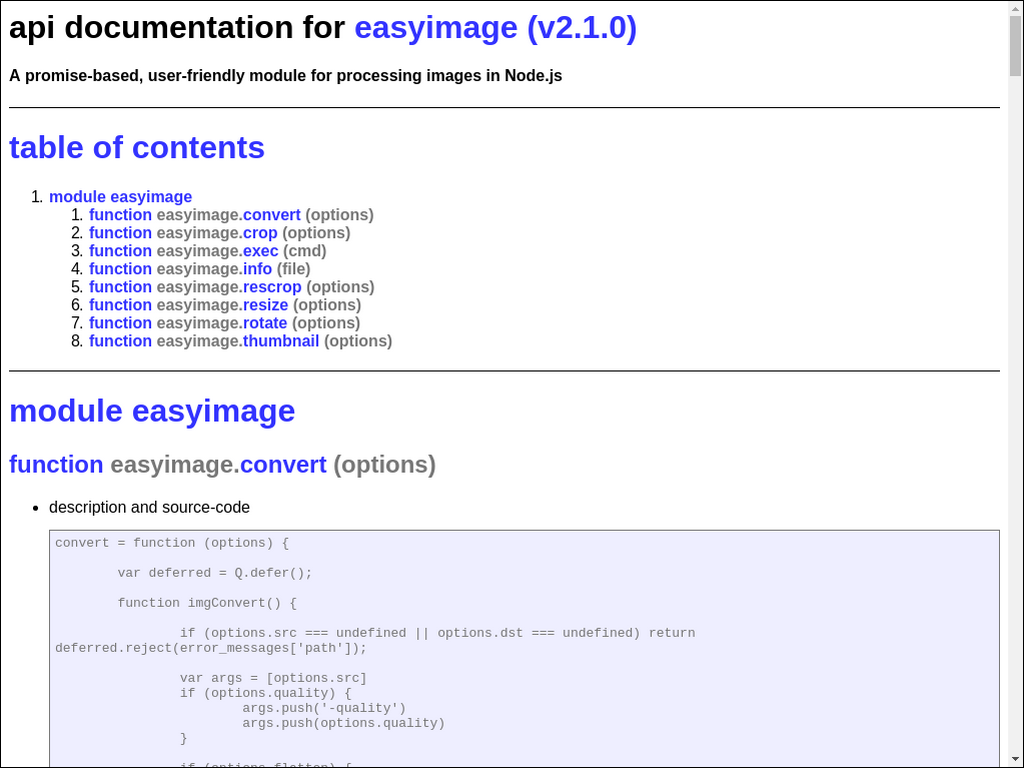 api documentation for easyimage (v2.1.0)
A promise-based, user-friendly module for processing images in Node.js
table of contents
1. module easyimage
1. function easyimage.convert (options)
2. function easyimage.crop (options)
3. function easyimage.exec (cmd)
4. function easyimage.info (file)
5. function easyimage.rescrop (options)
6. function easyimage.resize (options)
7. function easyimage.rotate (options)
8. function easyimage.thumbnail (options)
module easyimage
function easyimage.convert (options)
• description and source-code
convert = function (options) {
var deferred = Q.defer();
function imgConvert() {
if (options.src === undefined || options.dst === undefined) return
deferred.reject(error_messages['path']);
var args = [options.src]
if (options.quality) {
args.push('-quality')
args.push(options.quality)
}
if (options.flatten) {